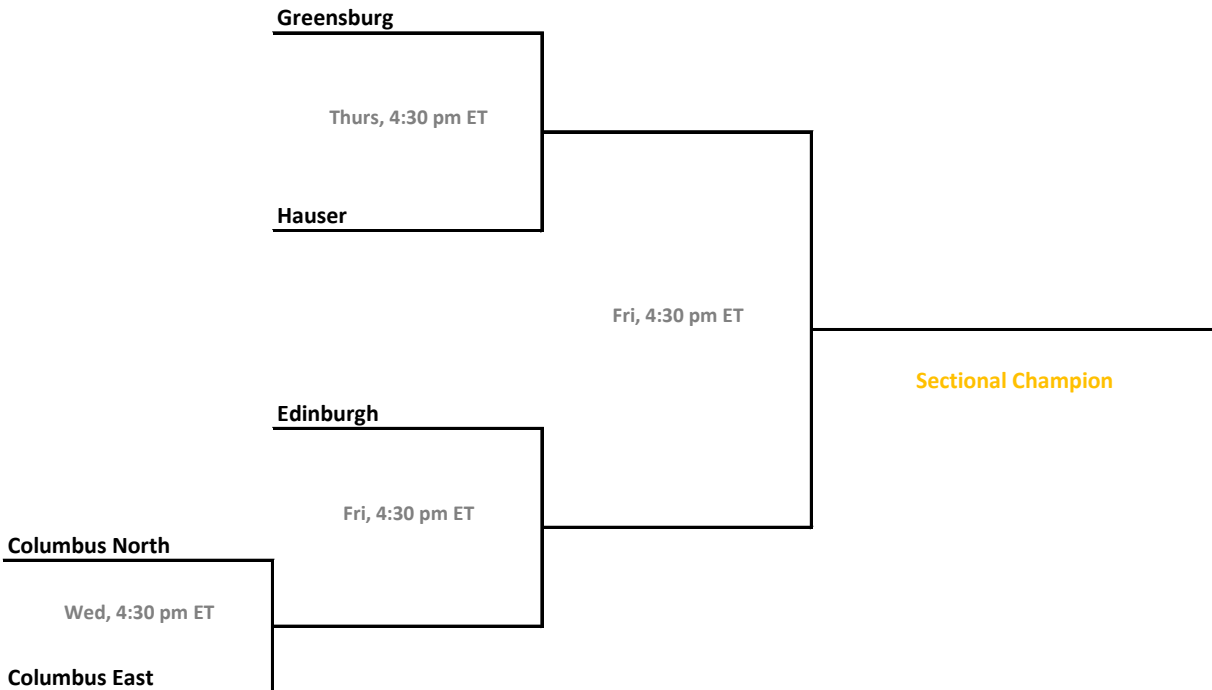 Greensburg
Thurs, 4:30 pm ET
Hauser
Fri, 4:30 pm ET
Sectional Champion
Edinburgh
Fri, 4:30 pm ET
Columbus North
Wed, 4:30 pm ET
Columbus East